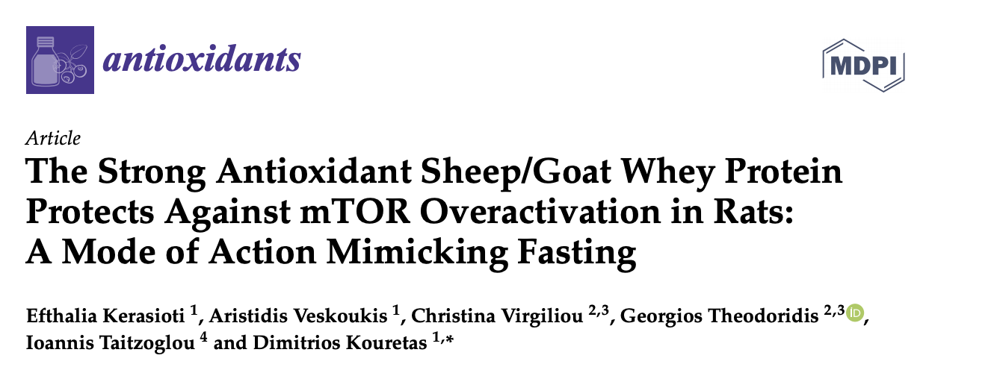 antioxidants
MDPI
Article
The Strong Antioxidant Sheep/Goat Whey Protein
Protects Against mTOR Overactivation in Rats:
A Mode of Action Mimicking Fasting
Efthalia Kerasioti 1, Aristidis Veskoukis 1, Christina Virgiliou 2,3, Georgios Theodoridis 2,3 iD,
Ioannis Taitzoglou 4 and Dimitrios Kouretas 1,*